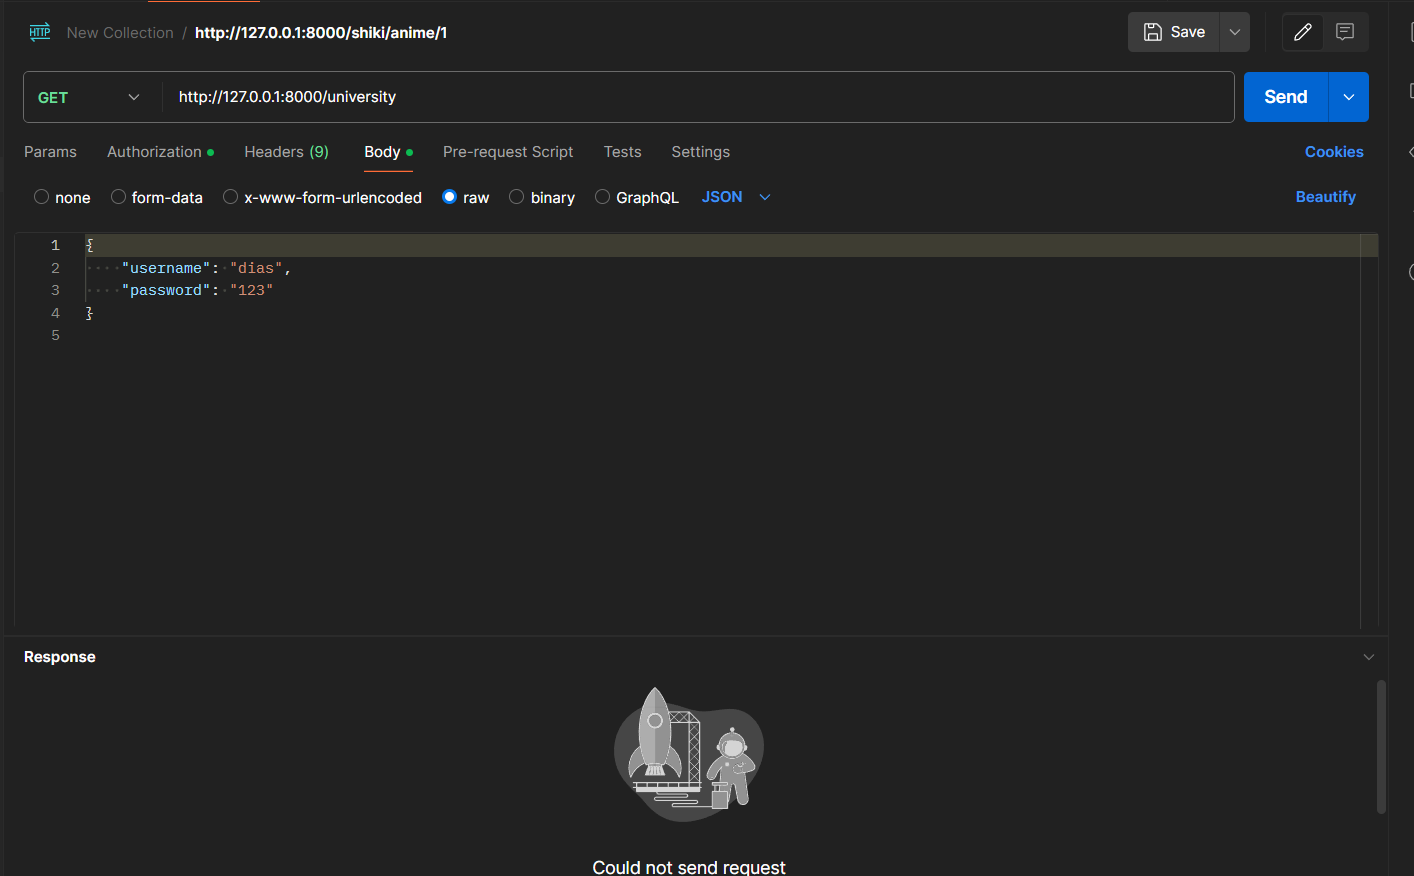 HTTP New Collection / http://127.0.0.1:8000/shiki/anime/1 Save
GET http://127.0.0.1:8000/university Send
Params Authorization Headers (9) Body Pre-request Script Tests Settings Cookies
none form-data x-www-form-urlencoded raw binary GraphQL JSON Beautify
1 {
2 "username": "dias",
3 "password": "123"
4 }
5
Response
Could not send request